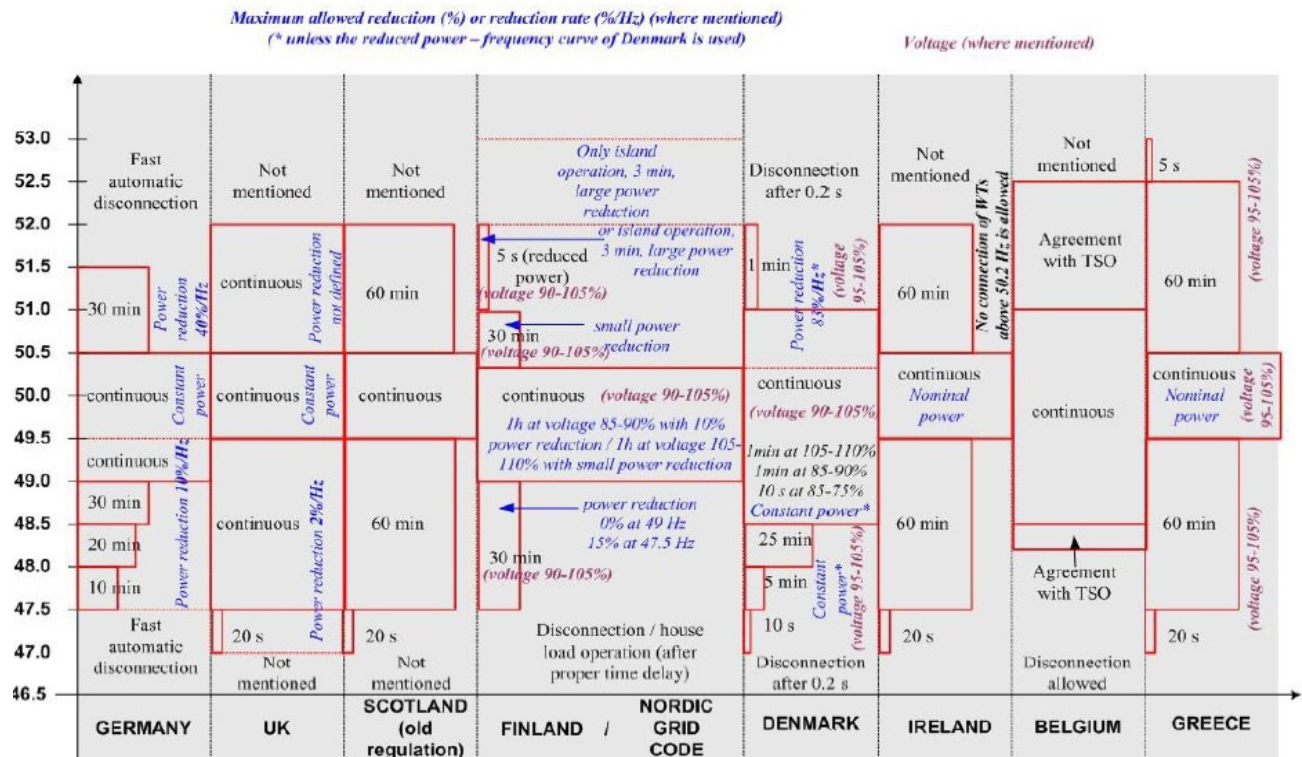 Maximum allowed reduction (%) or reduction rate (%/Hz) (where mentioned)
(* unless the reduced power – frequency curve of Denmark is used)
Voltage (where mentioned)
53.0
52.5
52.0
51.5
51.0
50.5
50.0
49.5
49.0
48.5
48.0
47.5
47.0
46.5
Fast
automatic
disconnection
30 min
Power
reduction
40%/Hz
continuous
Constant
power
continuous
30 min
20 min
10 min
Power reduction 10%/Hz
Fast
automatic
disconnection
GERMANY
Not
mentioned
continuous
Power reduction
not defined
continuous
Constant
power
continuous
Power reduction 2%/Hz
20 s
Not
mentioned
UK
Not
mentioned
60 min
continuous
60 min
20 s
Not
mentioned
SCOTLAND
(old
regulation)
Only island
operation, 3 min,
large power
reduction
or island operation,
3 min, large power
reduction
5 s (reduced
power)
(voltage 90-105%)
small power
reduction
30 min
(voltage 90-105%)
continuous
(voltage 90-105%)
1h at voltage 85-90% with 10%
power reduction / 1h at voltage 105-
110% with small power reduction
power reduction
0% at 49 Hz
15% at 47.5 Hz
30 min
(voltage 90-105%)
Disconnection / house
load operation (after
proper time delay)
FINLAND / NORDIC
GRID
CODE
Disconnection
after 0.2 s
1 min
(voltage
95-105%)
Power reduction
83%/Hz*
continuous
(voltage 90-105%)
1min at 105-110%
1min at 85-90%
10 s at 85-75%
Constant power*
25 min
5 min
10 s
Constant
power*
(voltage 95-105%)
Disconnection
after 0.2 s
DENMARK
Not
mentioned
No connection of WTs
above 50.2 Hz is allowed
60 min
continuous
Nominal
power
60 min
20 s
IRELAND
Not
mentioned
Agreement
with TSO
continuous
Agreement
with TSO
Disconnection
allowed
BELGIUM
5 s
(voltage 95-105%)
60 min
continuous
Nominal
power
(voltage
95-105%)
60 min
(voltage 95-105%)
20 s
GREECE